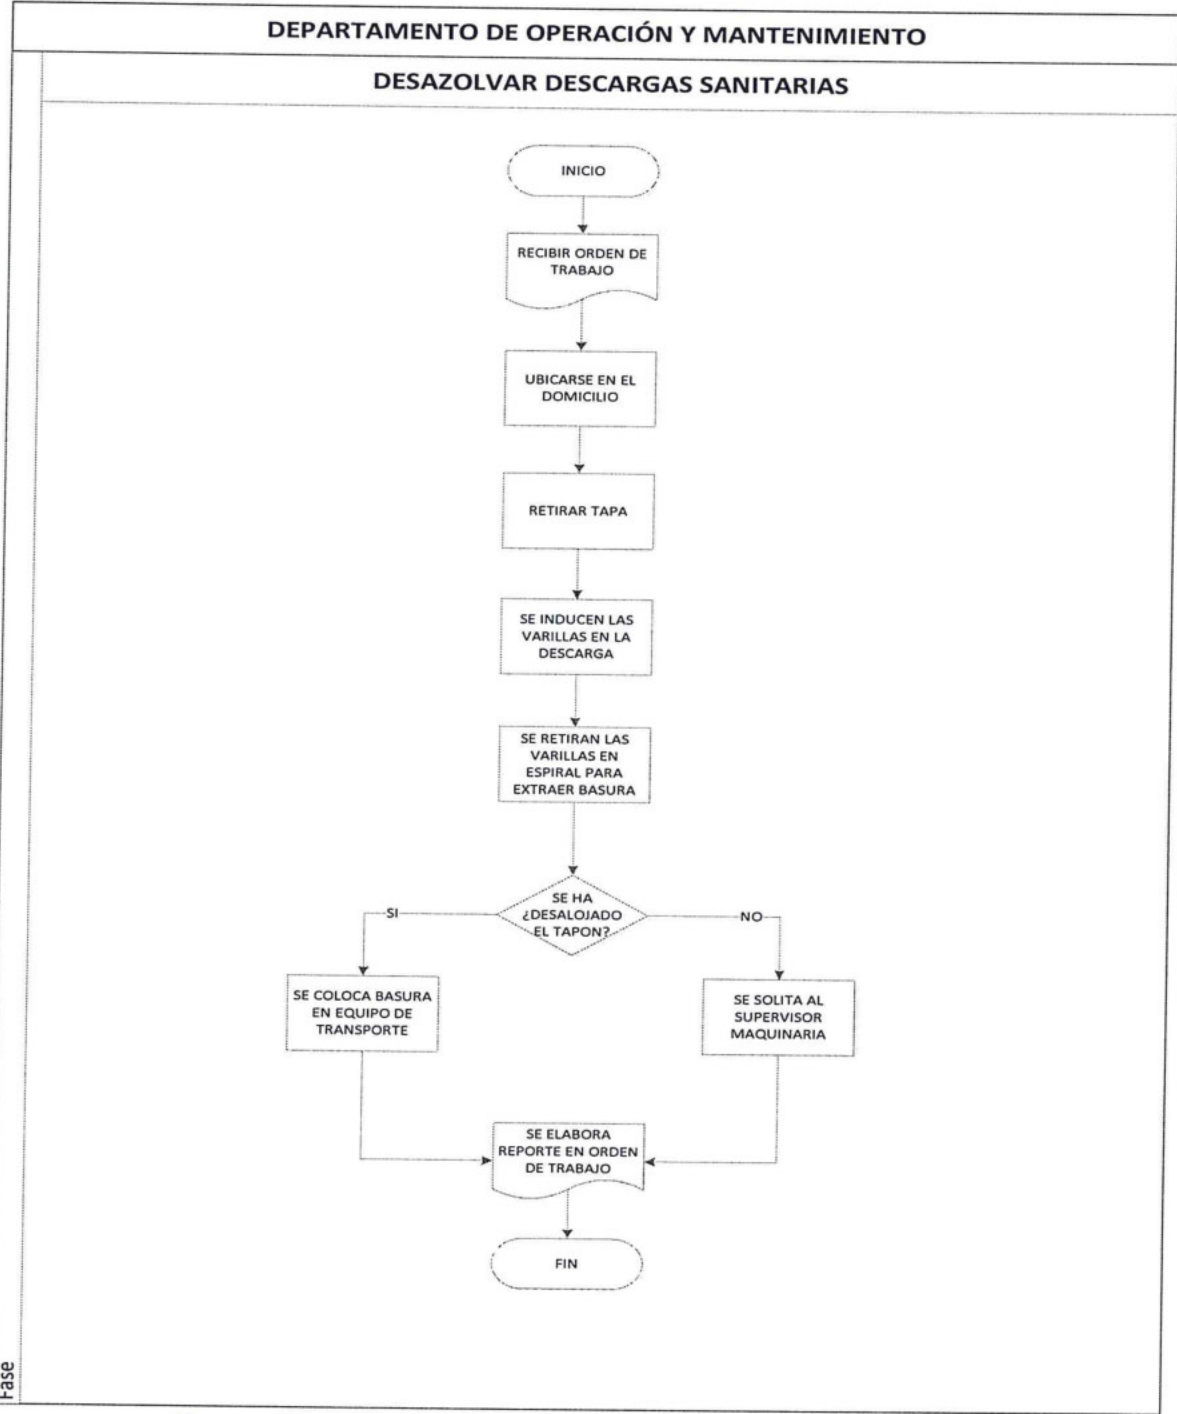 DEPARTAMENTO DE OPERACIÓN Y MANTENIMIENTO
DESAZOLVAR DESCARGAS SANITARIAS
INICIO
RECIBIR ORDEN DE
TRABAJO
UBICARSE EN EL
DOMICILIO
RETIRAR TAPA
SE INDUCEN LAS
VARILLAS EN LA
DESCARGA
SE RETIRAN LAS
VARILLAS EN
ESPIRAL PARA
EXTRAER BASURA
SE HA
¿DESALOJADO
EL TAPON?
SI
NO
SE COLOCA BASURA
EN EQUIPO DE
TRANSPORTE
SE SOLITA AL
SUPERVISOR
MAQUINARIA
SE ELABORA
REPORTE EN ORDEN
DE TRABAJO
FIN
Fase